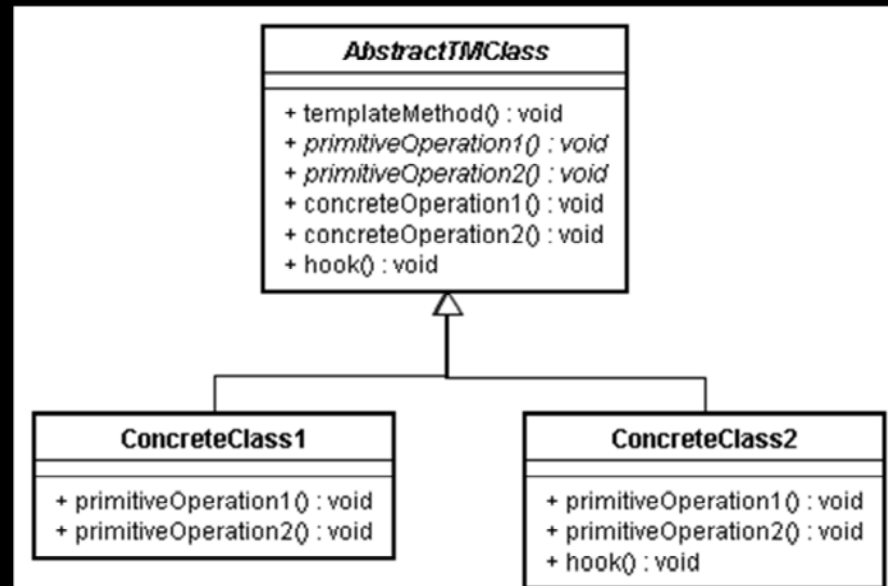 AbstractTMClass
+ templateMethod() : void
+ primitiveOperation1() : void
+ primitiveOperation2() : void
+ concreteOperation1() : void
+ concreteOperation2() : void
+ hook() : void
ConcreteClass1
+ primitiveOperation1() : void
+ primitiveOperation2() : void
ConcreteClass2
+ primitiveOperation1() : void
+ primitiveOperation2() : void
+ hook() : void